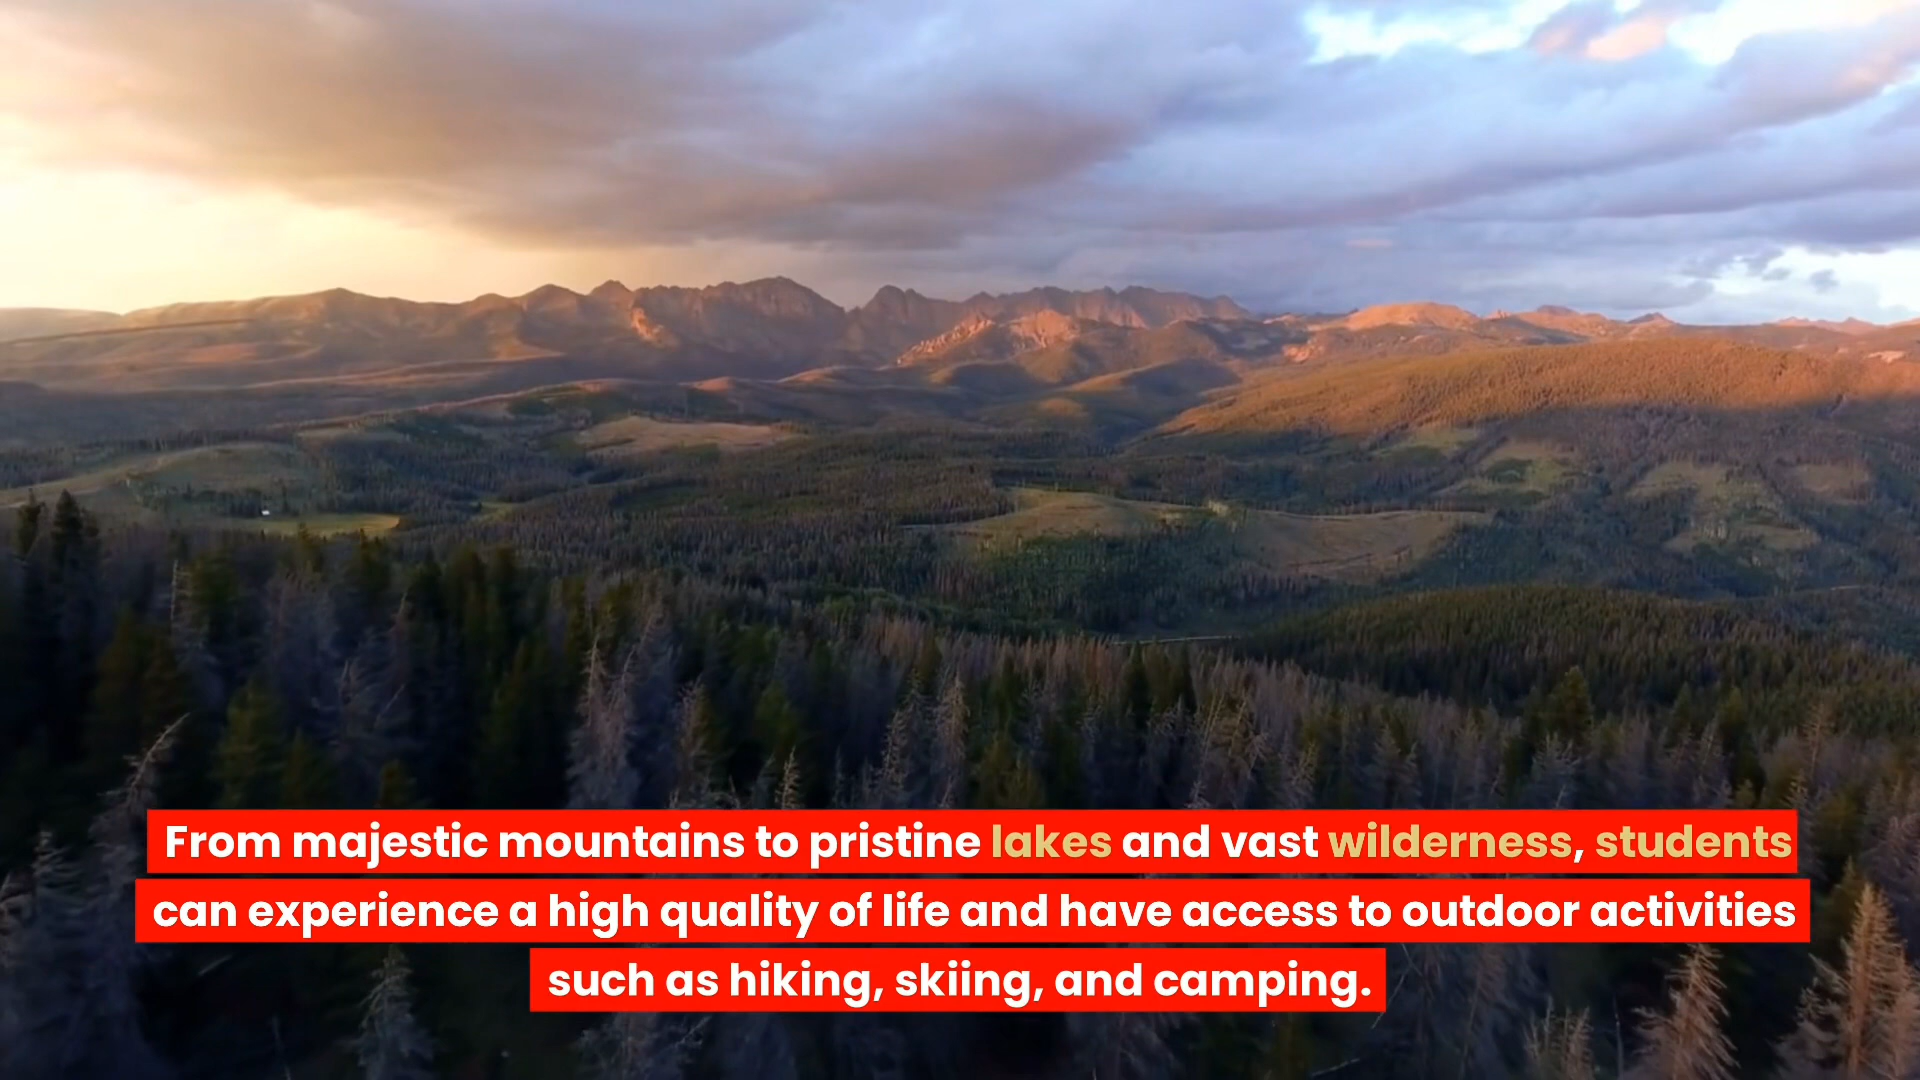 From majestic mountains to pristine lakes and vast wilderness, students
can experience a high quality of life and have access to outdoor activities
such as hiking, skiing, and camping.